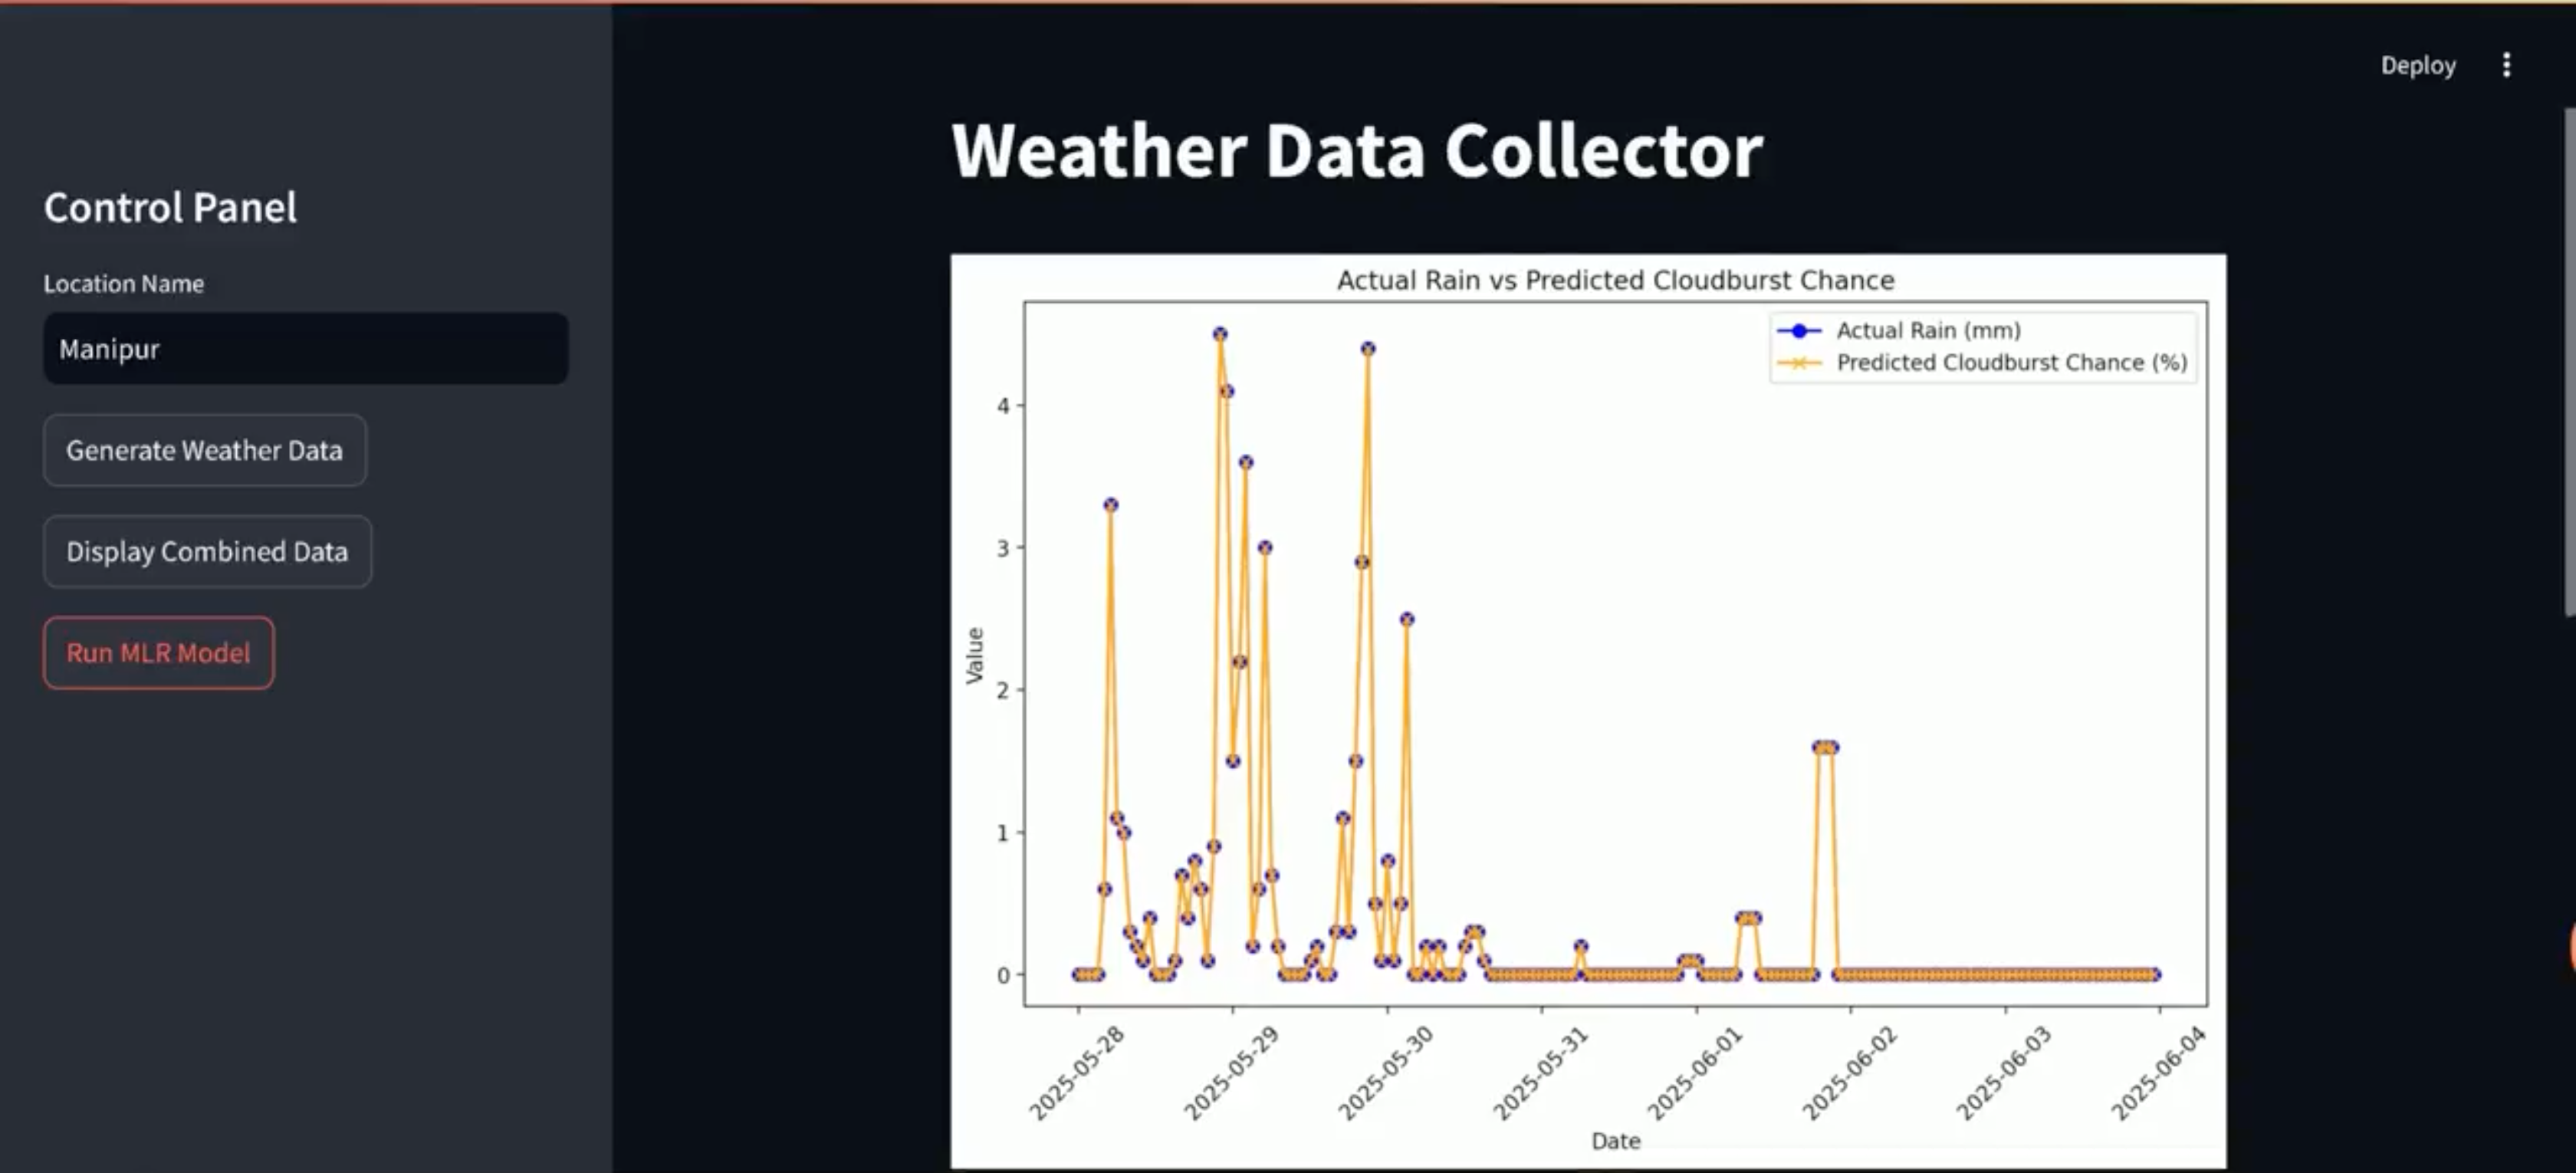 Deploy
Weather Data Collector
Control Panel
Location Name
Manipur
Generate Weather Data
Display Combined Data
Run MLR Model
Actual Rain vs Predicted Cloudburst Chance
Actual Rain (mm)
Predicted Cloudburst Chance (%)
Value
4
3
2
1
0
2025-05-28
2025-05-29
2025-05-30
2025-05-31
2025-06-01
2025-06-02
2025-06-03
2025-06-04
Date